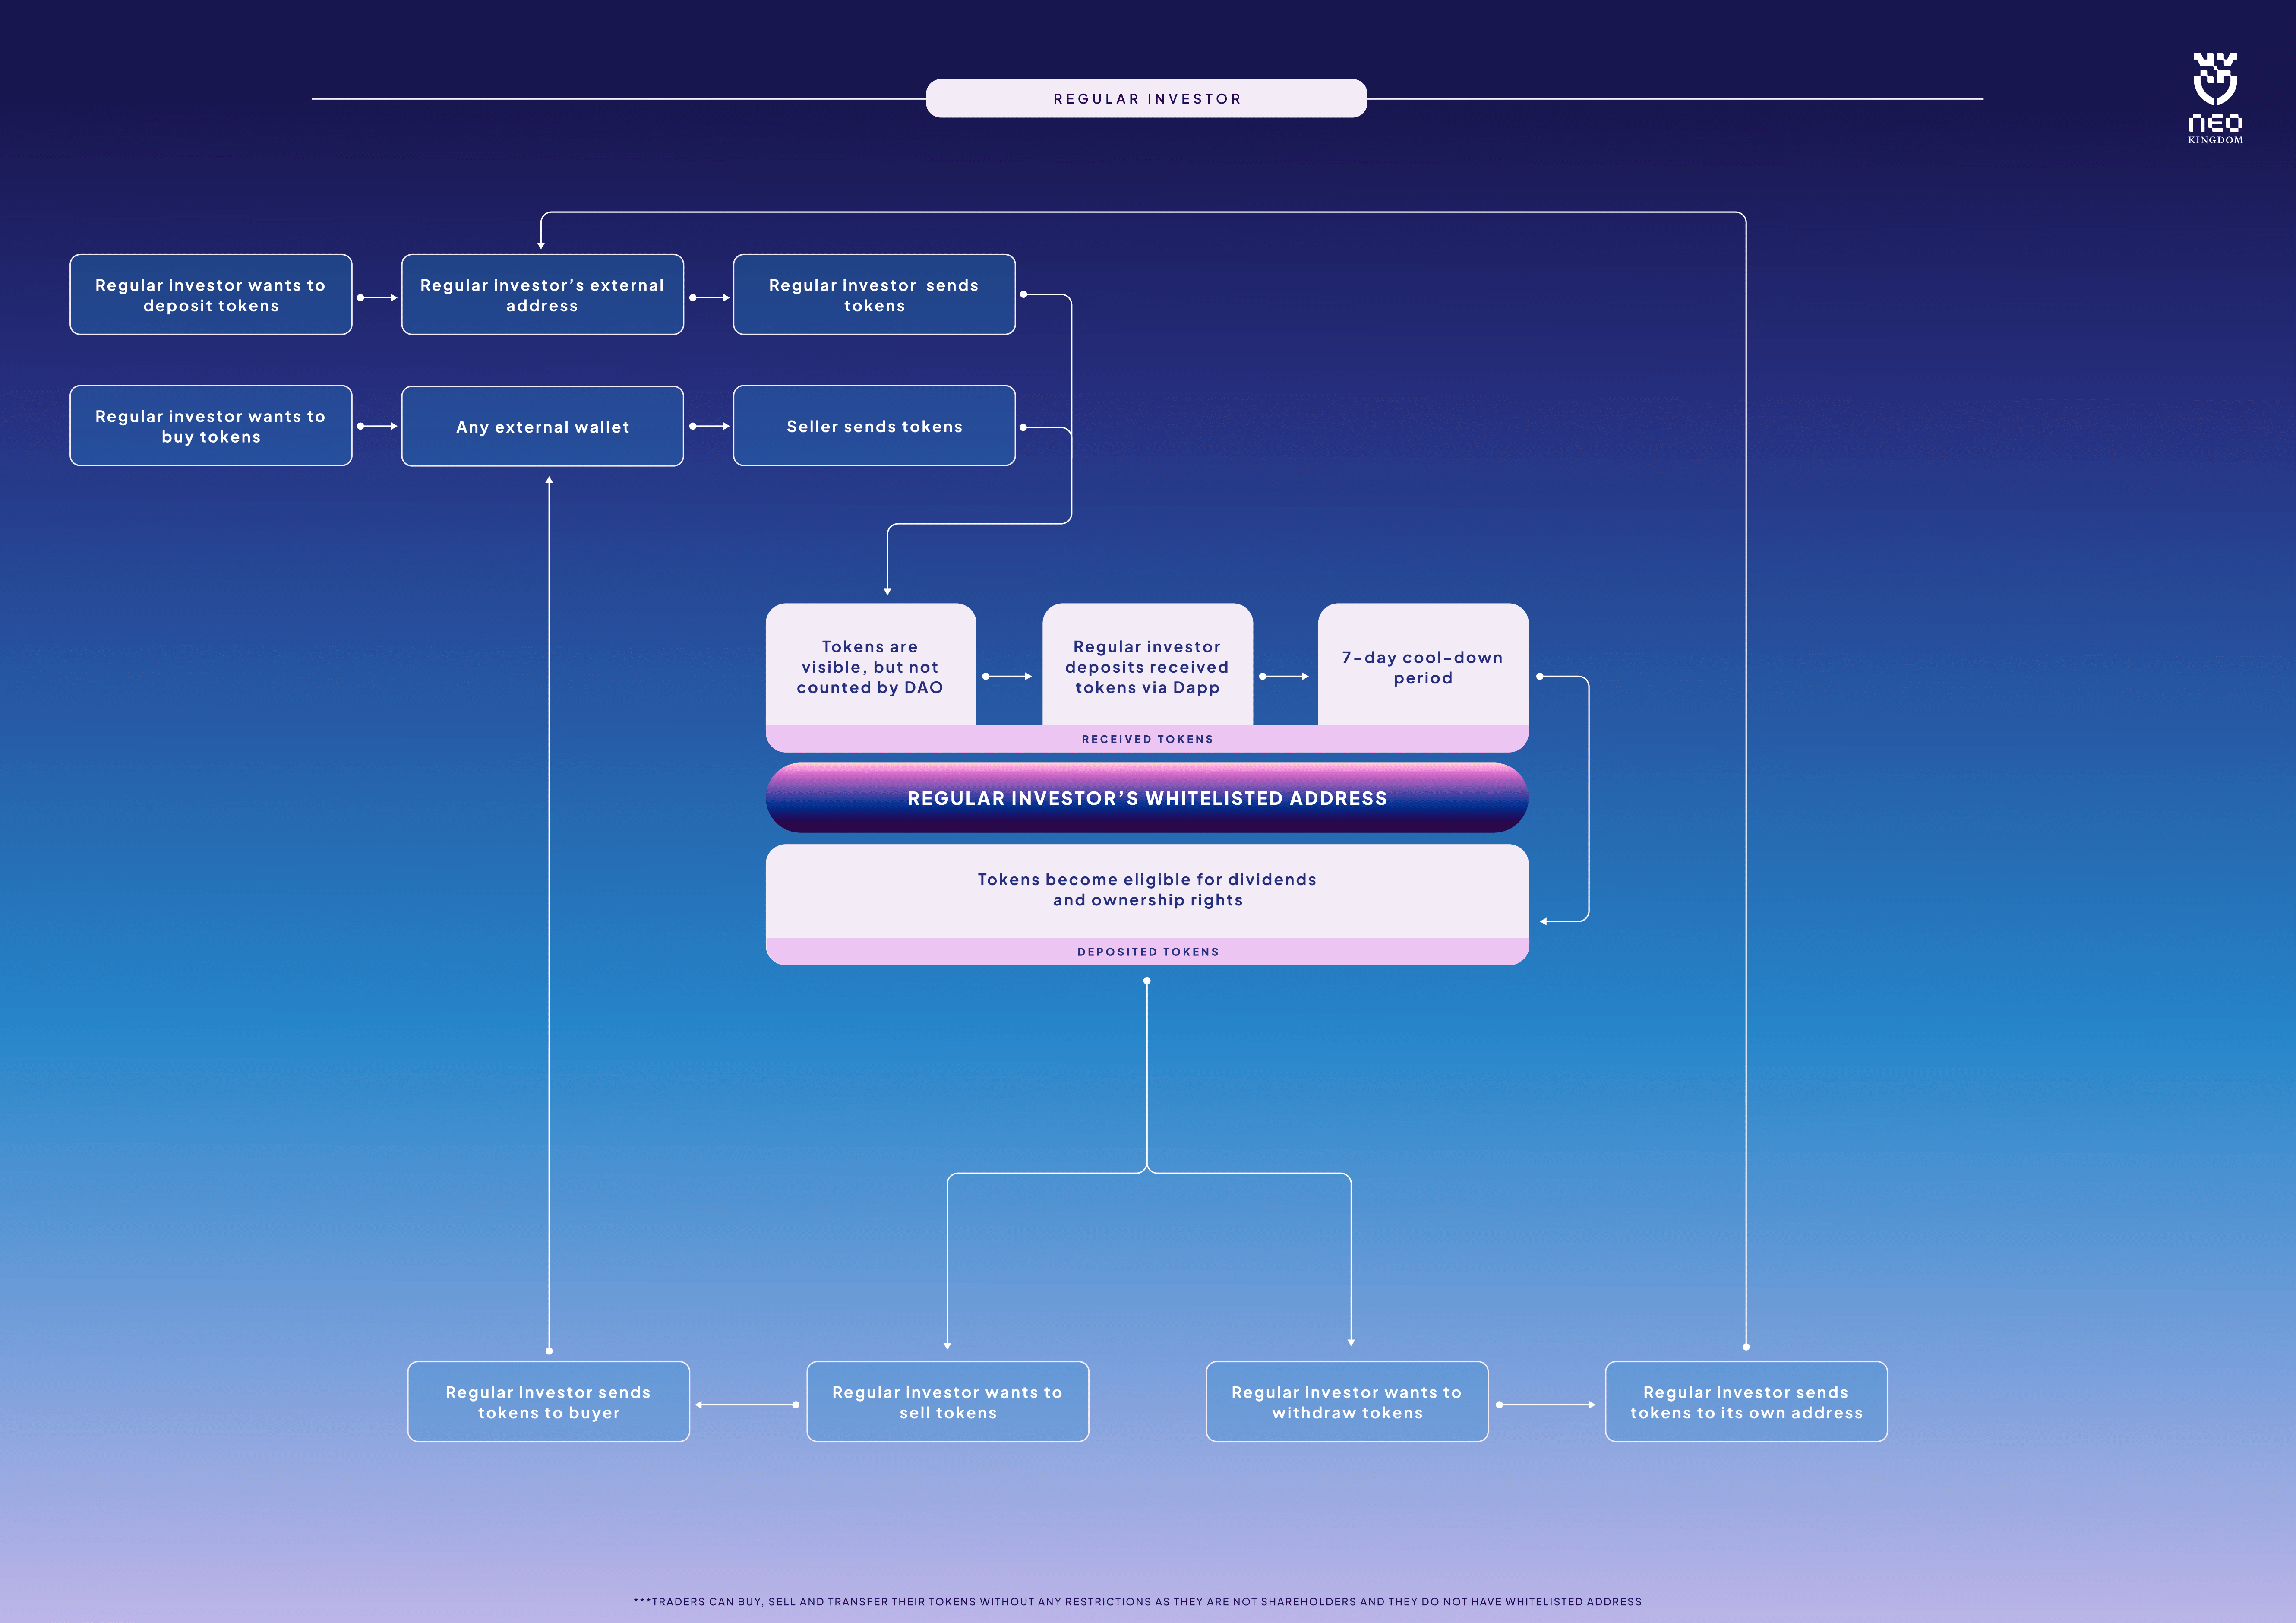 REGULAR INVESTOR
NEO
KINGDOM
Regular investor wants to
deposit tokens
Regular investor’s external
address
Regular investor  sends
tokens
Regular investor wants to
buy tokens
Any external wallet
Seller sends tokens
Tokens are
visible, but not
counted by DAO
Regular investor
deposits received
tokens via Dapp
7-day cool-down
period
RECEIVED TOKENS
REGULAR INVESTOR’S WHITELISTED ADDRESS
Tokens become eligible for dividends
and ownership rights
DEPOSITED TOKENS
Regular investor sends
tokens to buyer
Regular investor wants to
sell tokens
Regular investor wants to
withdraw tokens
Regular investor sends
tokens to its own address
***TRADERS CAN BUY, SELL AND TRANSFER THEIR TOKENS WITHOUT ANY RESTRICTIONS AS THEY ARE NOT SHAREHOLDERS AND THEY DO NOT HAVE WHITELISTED ADDRESS